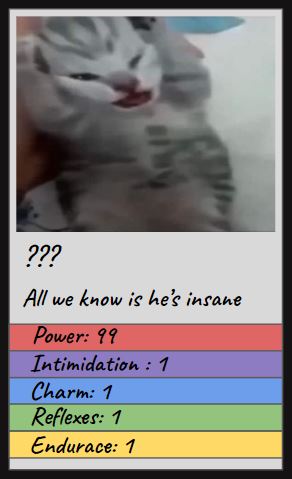 ???
All we know is he's insane
Power: 99
Intimidation : 1
Charm: 1
Reflexes: 1
Endurace: 1